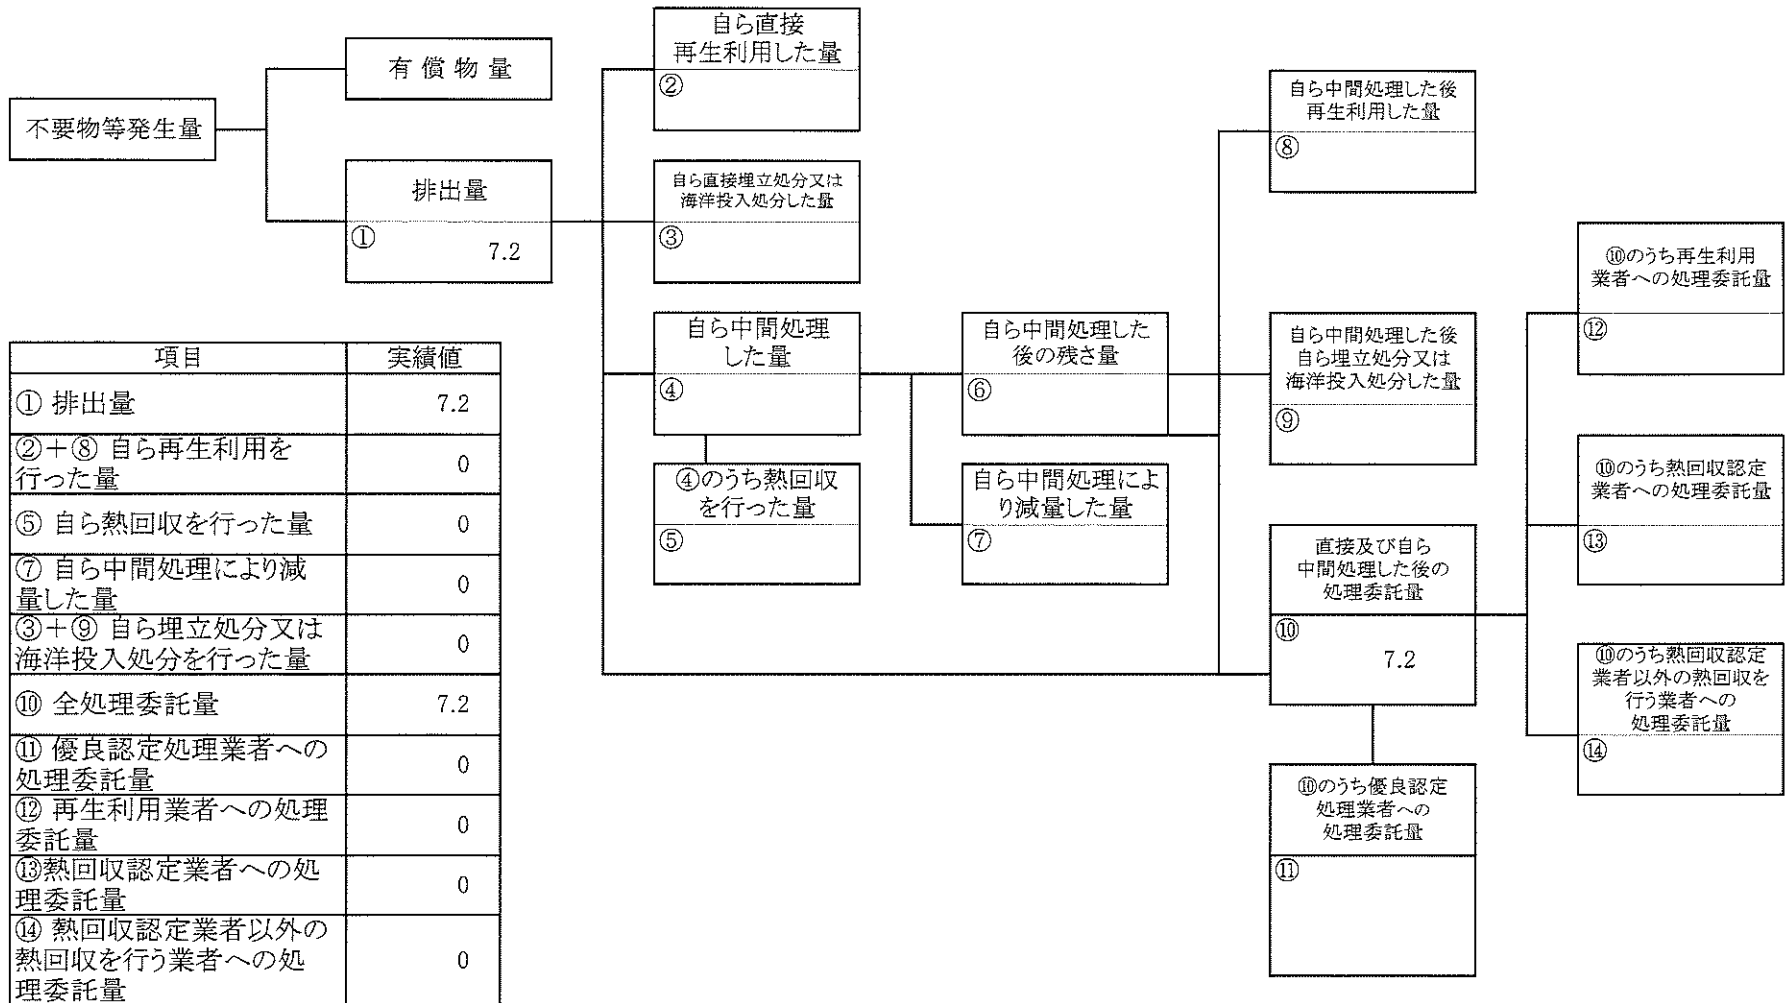 不要物等発生量
有償物量
排出量
①
7.2
自ら直接
再生利用した量
②
自ら直接埋立処分又は
海洋投入処分した量
③
自ら中間処理
した量
④
④のうち熱回収
を行った量
⑤
自ら中間処理した
後の残さ量
⑥
自ら中間処理によ
り減量した量
⑦
自ら中間処理した後
再生利用した量
⑧
自ら中間処理した後
自ら埋立処分又は
海洋投入処分した量
⑨
直接及び自ら
中間処理した後の
処理委託量
⑩
7.2
⑩のうち優良認定
処理業者への
処理委託量
⑪
⑩のうち再生利用
業者への処理委託量
⑫
⑩のうち熱回収認定
業者への処理委託量
⑬
⑩のうち熱回収認定
業者以外の熱回収を
行う業者への
処理委託量
⑭
項目 実績値
① 排出量 7.2
②+⑧ 自ら再生利用を
行った量 0
⑤ 自ら熱回収を行った量 0
⑦ 自ら中間処理により減
量した量 0
③+⑨ 自ら埋立処分又は
海洋投入処分を行った量 0
⑩ 全処理委託量 7.2
⑪ 優良認定処理業者への
処理委託量 0
⑫ 再生利用業者への処理
委託量 0
⑬熱回収認定業者への処
理委託量 0
⑭ 熱回収認定業者以外の
熱回収を行う業者への処
理委託量 0